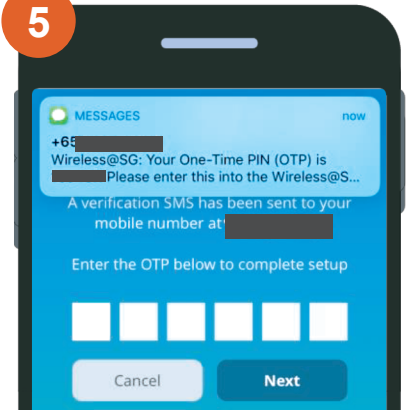 5
MESSAGES
now
+65
Wireless@SG: Your One-Time PIN (OTP) is
Please enter this into the Wireless@S...
A verification SMS has been sent to your
mobile number at
Enter the OTP below to complete setup
Cancel
Next